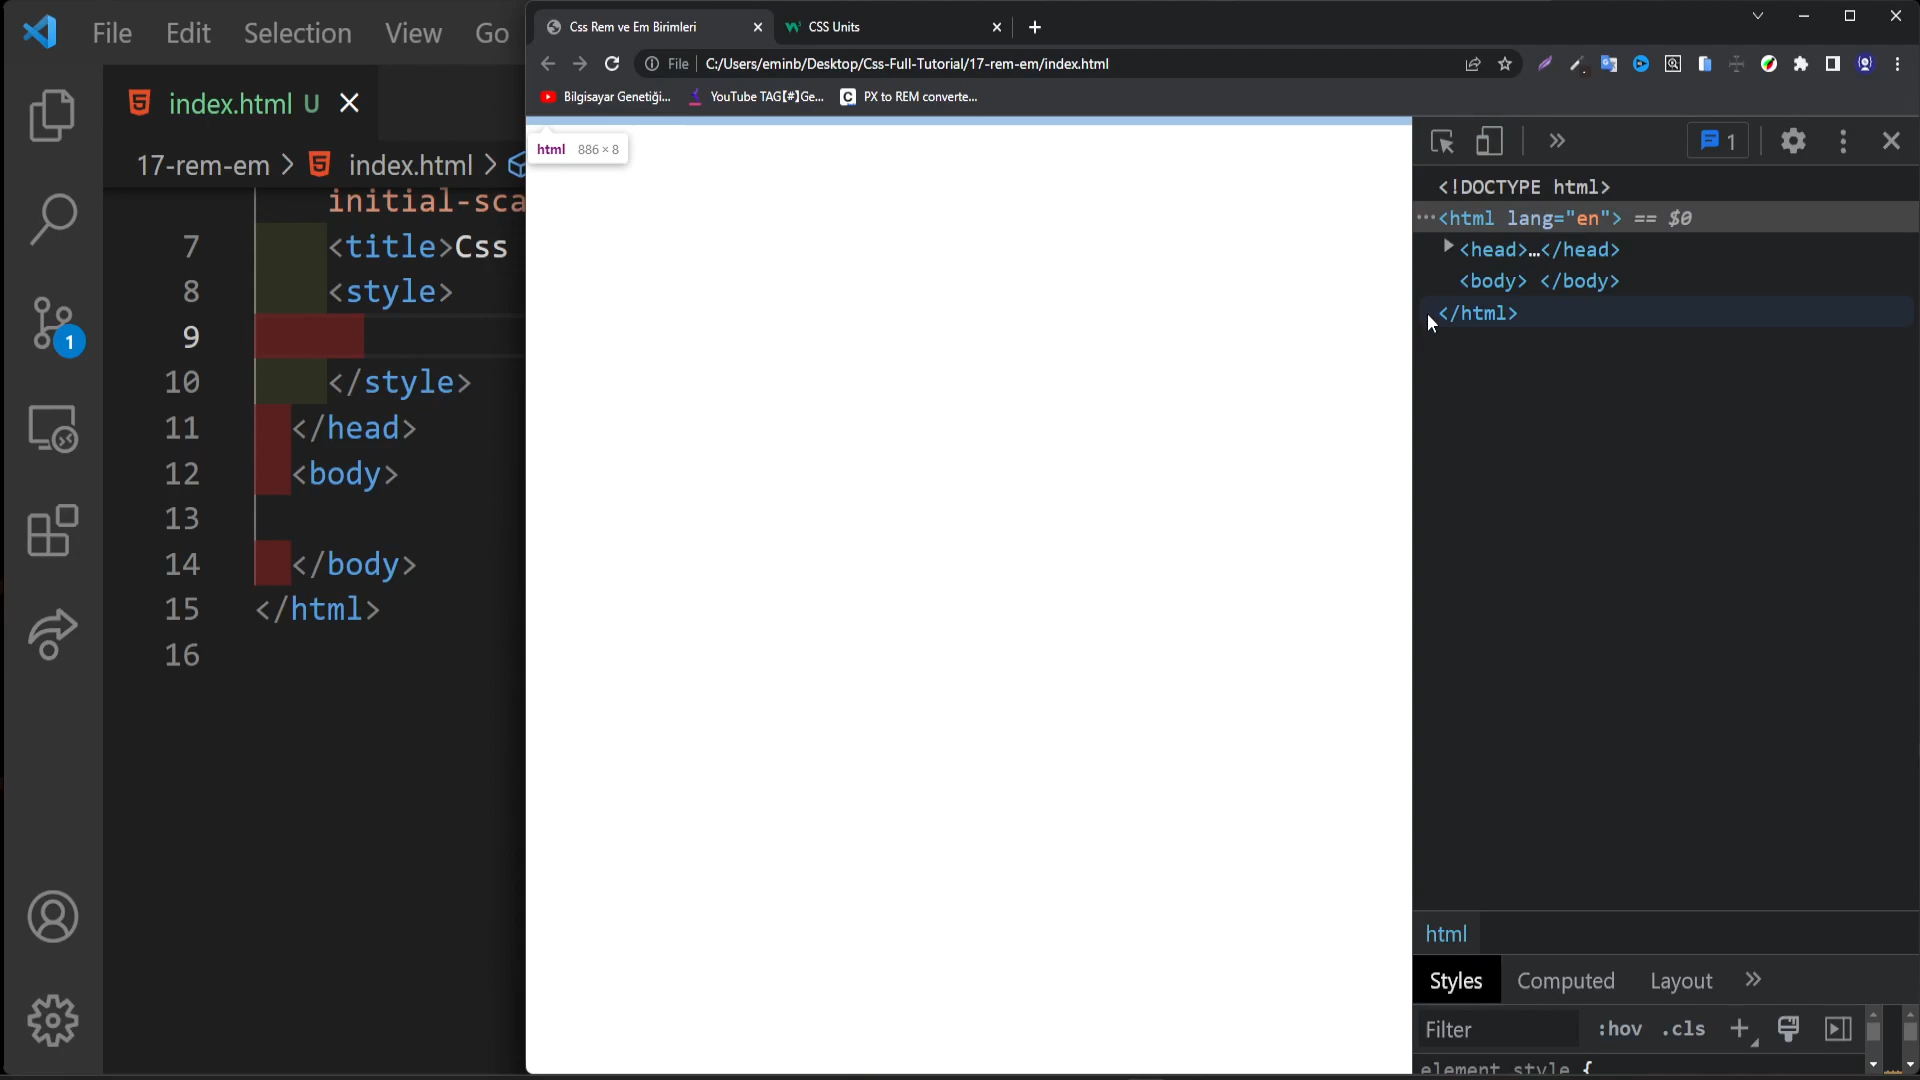 File Edit Selection View Go
index.html U
17-rem-em > index.html >
initial-sca
7 <title>Css
8 <style>
9
10 </style>
11 </head>
12 <body>
13
14 </body>
15 </html>
16
1
Css Rem ve Em Birimleri
CSS Units
File C:/Users/eminb/Desktop/Css-Full-Tutorial/17-rem-em/index.html
Bilgisayar Genetiği... YouTube TAG【#】Ge... PX to REM converte...
html 886 × 8
1
<!DOCTYPE html>
<html lang="en"> == $0
<head>…</head>
<body> </body>
</html>
html
Styles Computed Layout
Filter :hov .cls
element style {